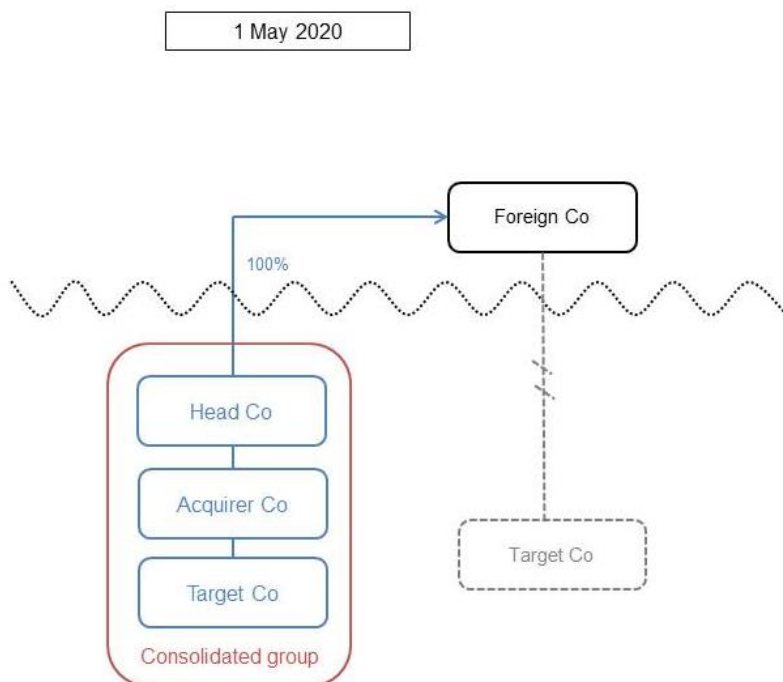 1 May 2020
Foreign Co
100%
Head Co
Acquirer Co
Target Co
Target Co
Consolidated group